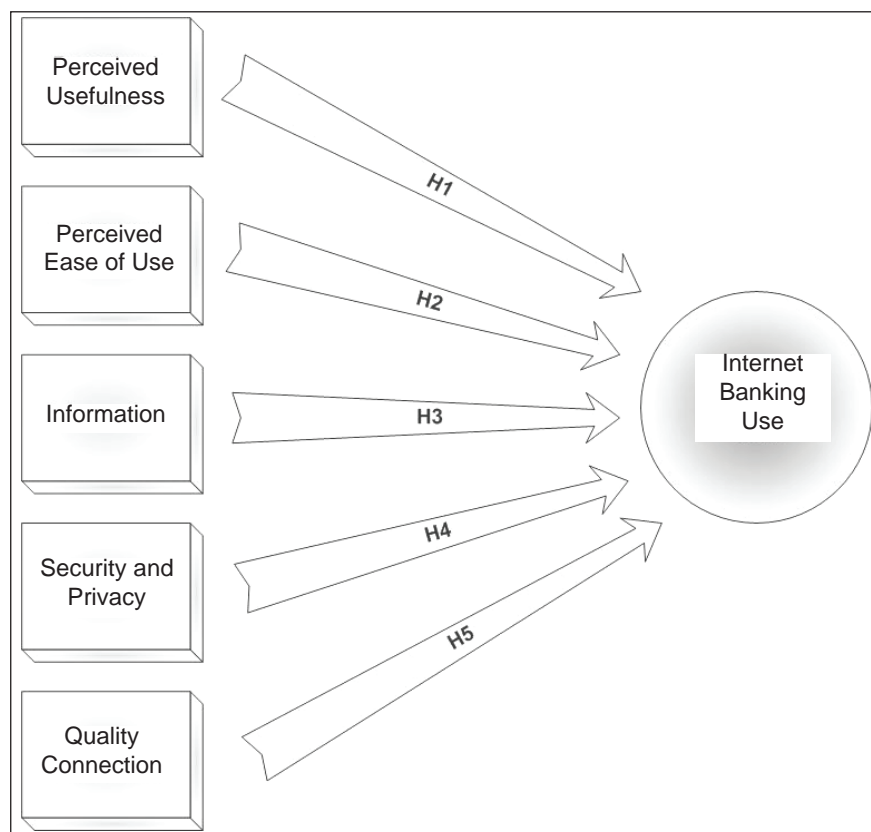 Perceived
Usefulness
H1
Perceived
Ease of Use
H2
Information
H3
Internet
Banking
Use
Security and
Privacy
H4
Quality
Connection
H5